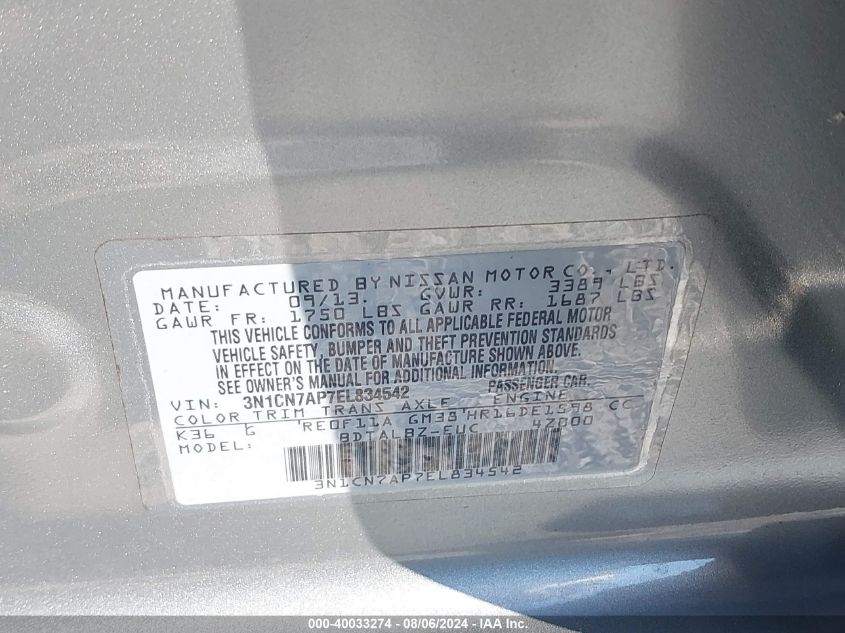 MANUFACTURED BY NISSAN MOTOR CO., LTD.
DATE: 09/13. GVWR: 3389 LBS
GAWR FR: 1750 LBS GAWR RR: 1687 LBS
THIS VEHICLE CONFORMS TO ALL APPLICABLE FEDERAL MOTOR
VEHICLE SAFETY, BUMPER AND THEFT PREVENTION STANDARDS
IN EFFECT ON THE DATE OF MANUFACTURE SHOWN ABOVE.
SEE OWNER'S MANUAL FOR ADDITIONAL INFORMATION
VIN: 3N1CN7AP7EL834542 PASSENGER CAR.
COLOR TRIM TRANS AXLE ENGINE
K36 G RE0F11A GM38 HR16DE1598 CC
MODEL: BDTALBZ-EUC 4Z000
3N1CN7AP7EL834542
000-40033274 - 08/06/2024 - IAA Inc.